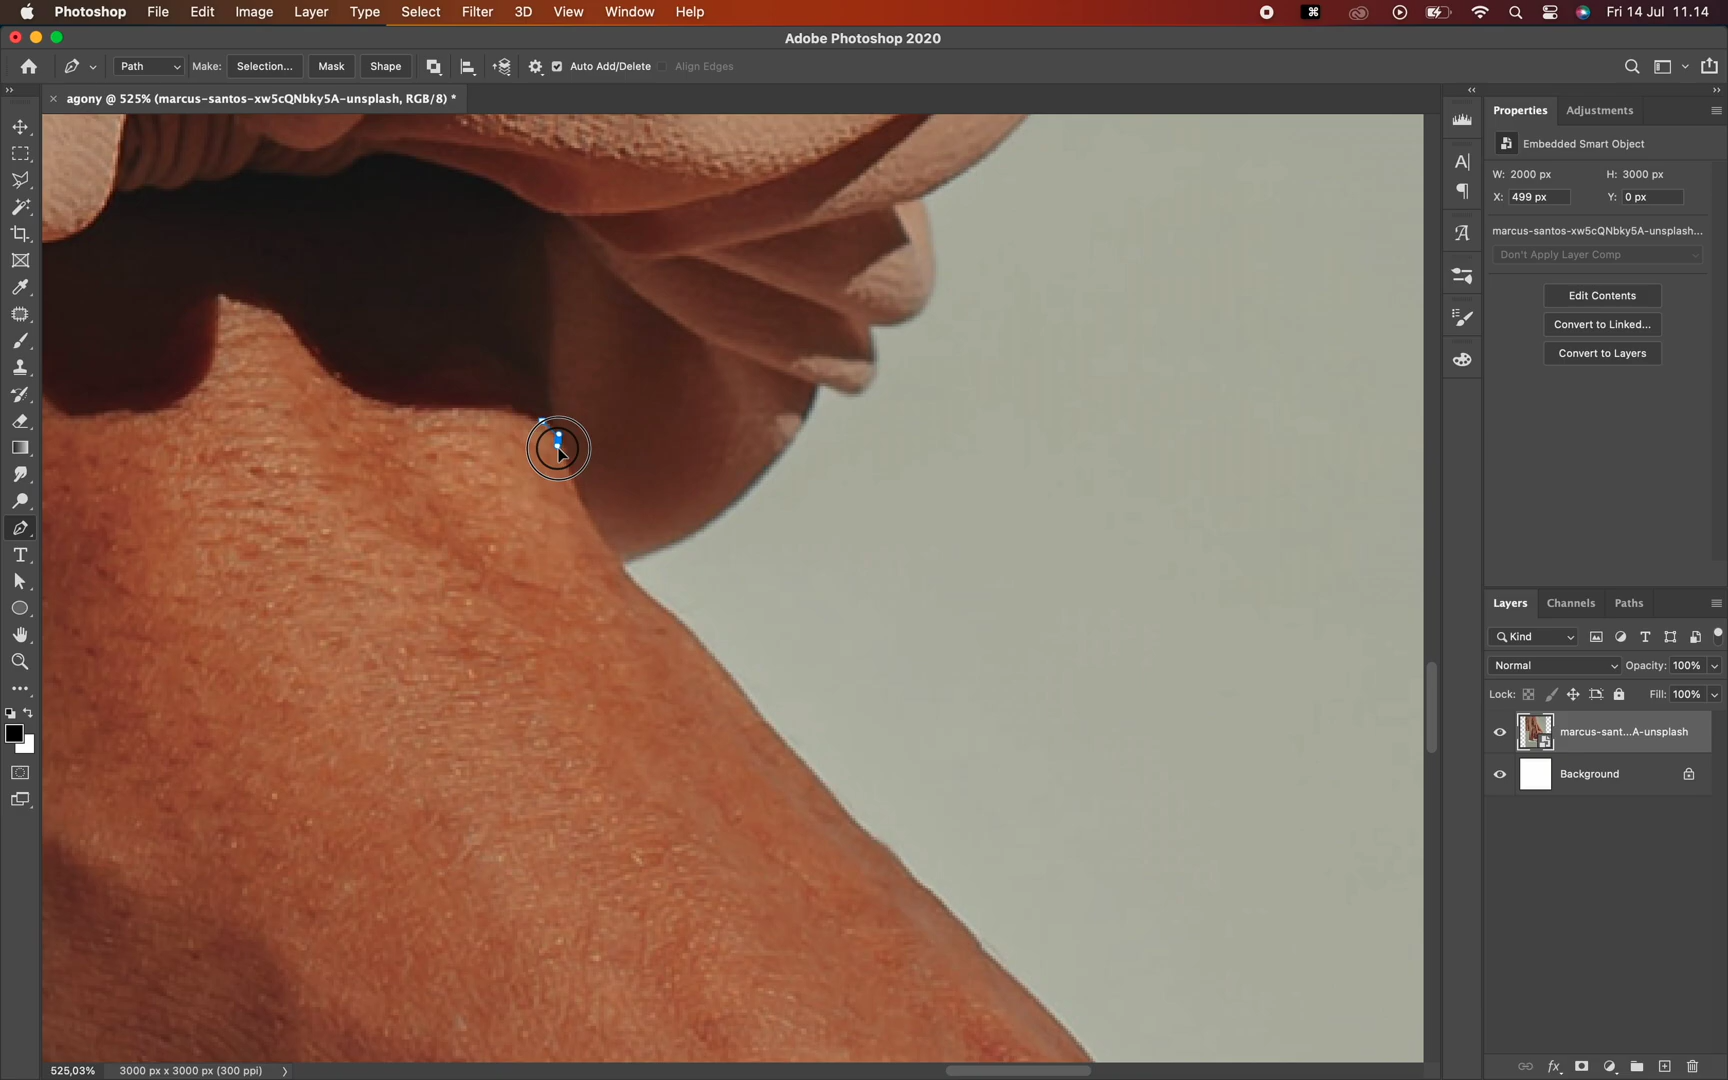 Photoshop File Edit Image Layer Type Select Filter 3D View Window Help Fri 14 Jul 11.14
Adobe Photoshop 2020
Path Make: Selection... Mask Shape Auto Add/Delete Align Edges
agony @ 525% (marcus-santos-xw5cQNbky5A-unsplash, RGB/8) *
Properties Adjustments
Embedded Smart Object
W: 2000 px H: 3000 px
X: 499 px Y: 0 px
marcus-santos-xw5cQNbky5A-unsplash...
Don't Apply Layer Comp
Edit Contents
Convert to Linked...
Convert to Layers
Layers Channels Paths
Kind
Normal Opacity: 100%
Lock: Fill: 100%
marcus-sant...A-unsplash
Background
525,03% 3000 px x 3000 px (300 ppi)